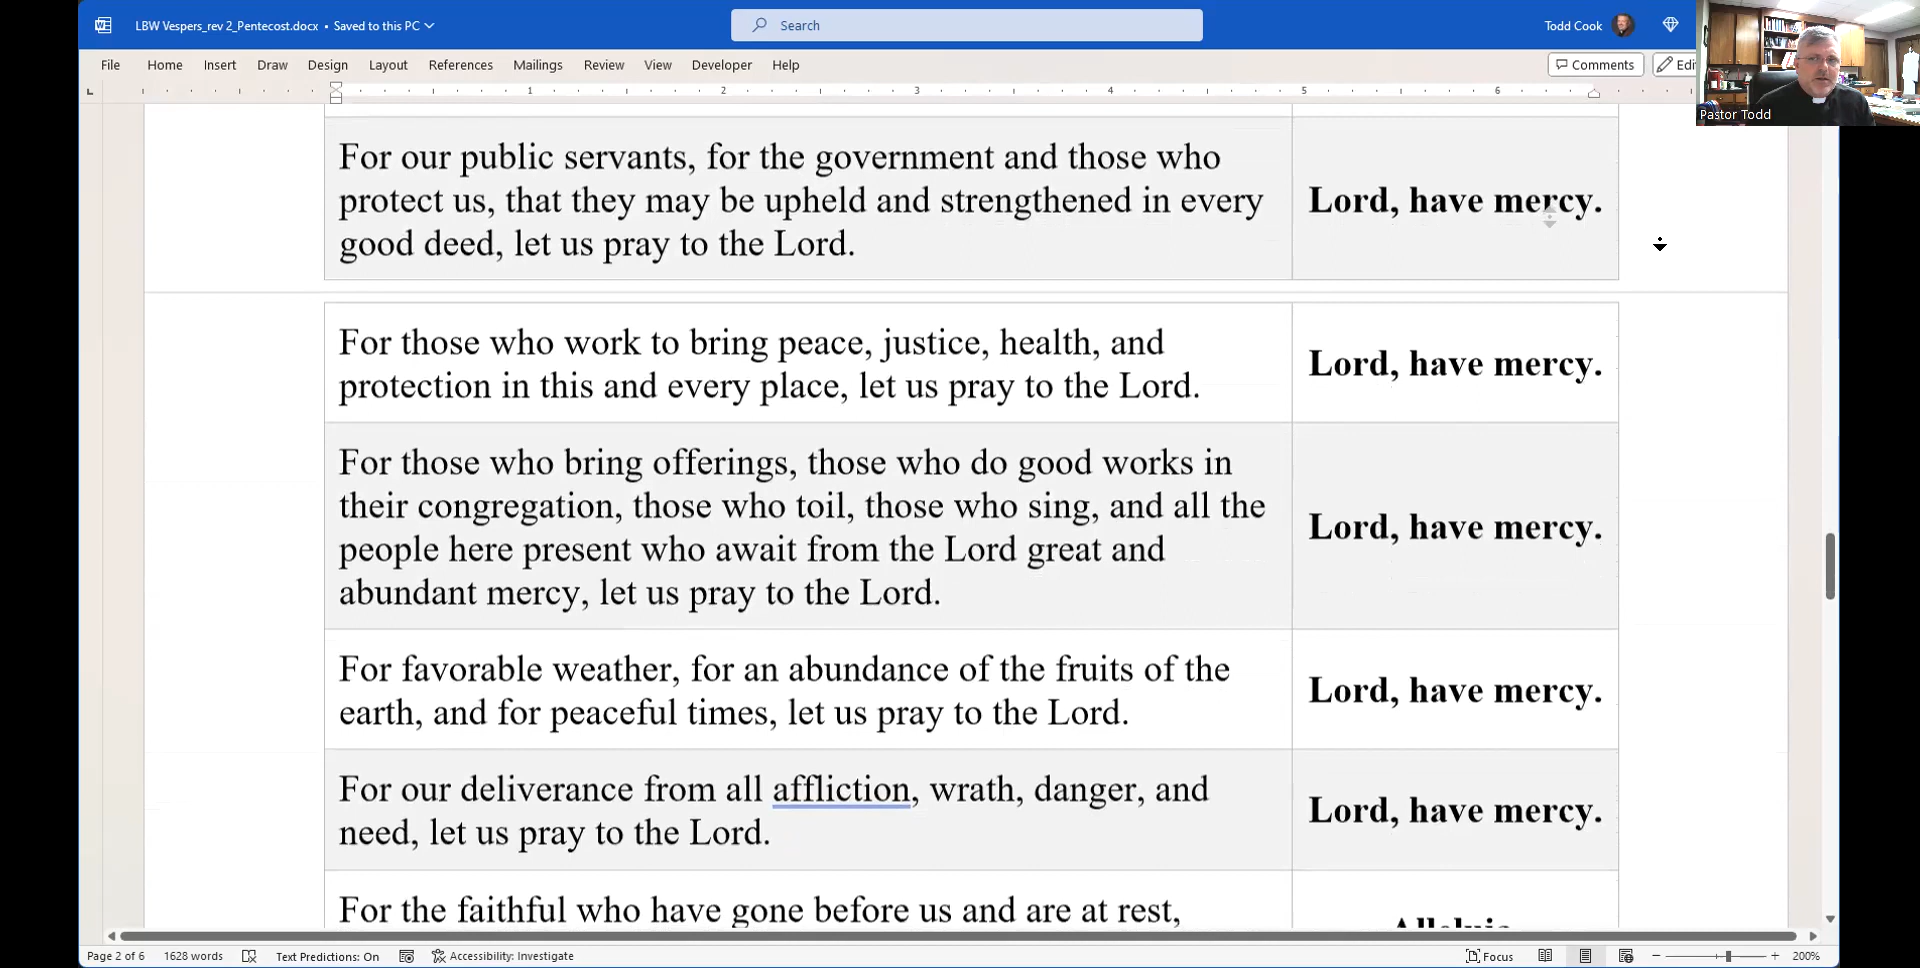 LBW Vespers_rev 2_Pentecost.docx • Saved to this PC
Search
Todd Cook
File Home Insert Draw Design Layout References Mailings Review View Developer Help
Comments
Pastor Todd
1 2 3 4 5 6
For our public servants, for the government and those who
protect us, that they may be upheld and strengthened in every
good deed, let us pray to the Lord.
Lord, have mercy.
For those who work to bring peace, justice, health, and
protection in this and every place, let us pray to the Lord.
Lord, have mercy.
For those who bring offerings, those who do good works in
their congregation, those who toil, those who sing, and all the
people here present who await from the Lord great and
abundant mercy, let us pray to the Lord.
Lord, have mercy.
For favorable weather, for an abundance of the fruits of the
earth, and for peaceful times, let us pray to the Lord.
Lord, have mercy.
For our deliverance from all affliction, wrath, danger, and
need, let us pray to the Lord.
Lord, have mercy.
For the faithful who have gone before us and are at rest,
Page 2 of 6 1628 words Text Predictions: On Accessibility: Investigate Focus 200%